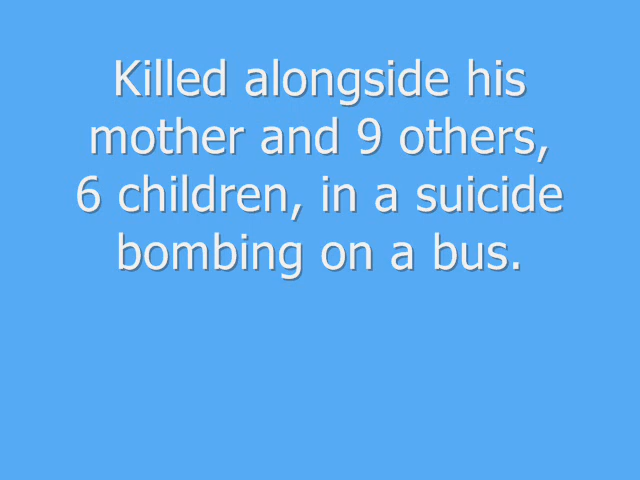 Killed alongside his
mother and 9 others,
6 children, in a suicide
bombing on a bus.